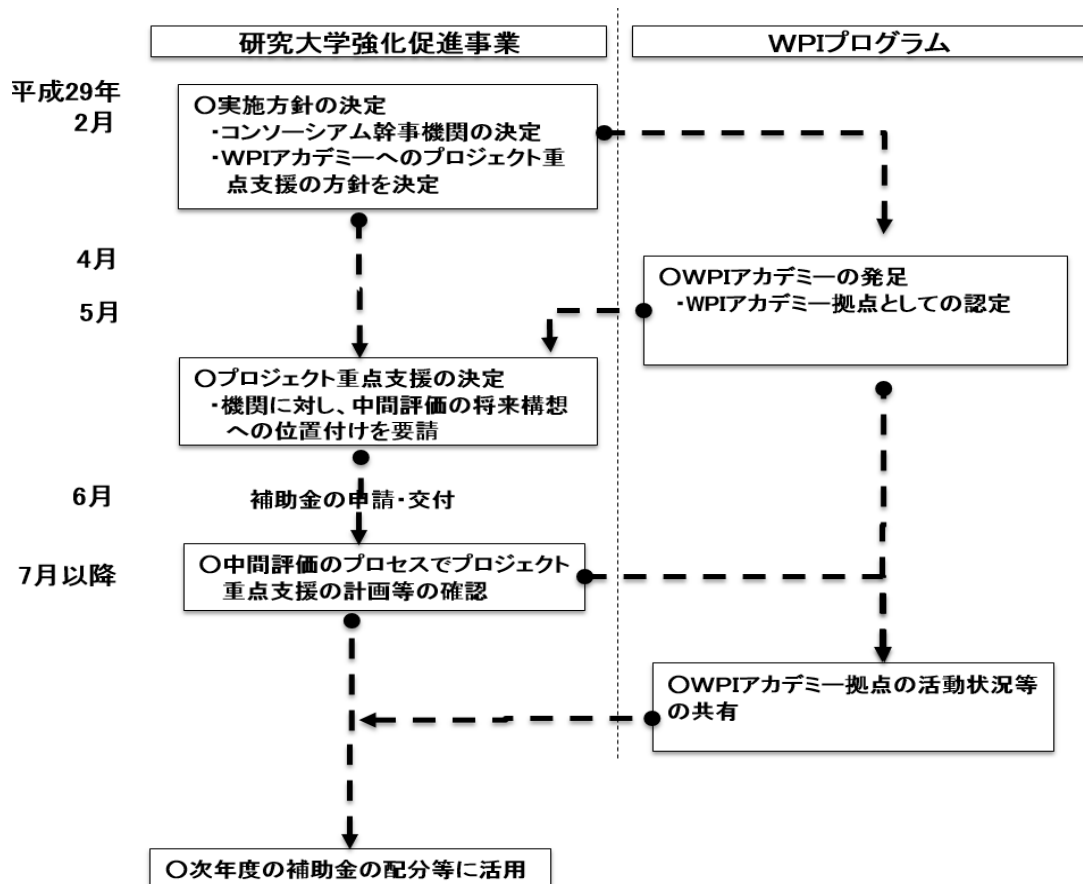 研究大学強化促進事業
WPIプログラム
平成29年
2月
〇実施方針の決定
・コンソーシアム幹事機関の決定
・WPIアカデミーへのプロジェクト重
点支援の方針を決定
4月
5月
〇WPIアカデミーの発足
・WPIアカデミー拠点としての認定
〇プロジェクト重点支援の決定
・機関に対し、中間評価の将来構想
への位置付けを要請
6月
補助金の申請・交付
7月以降
〇中間評価のプロセスでプロジェクト
重点支援の計画等の確認
〇WPIアカデミー拠点の活動状況等
の共有
〇次年度の補助金の配分等に活用